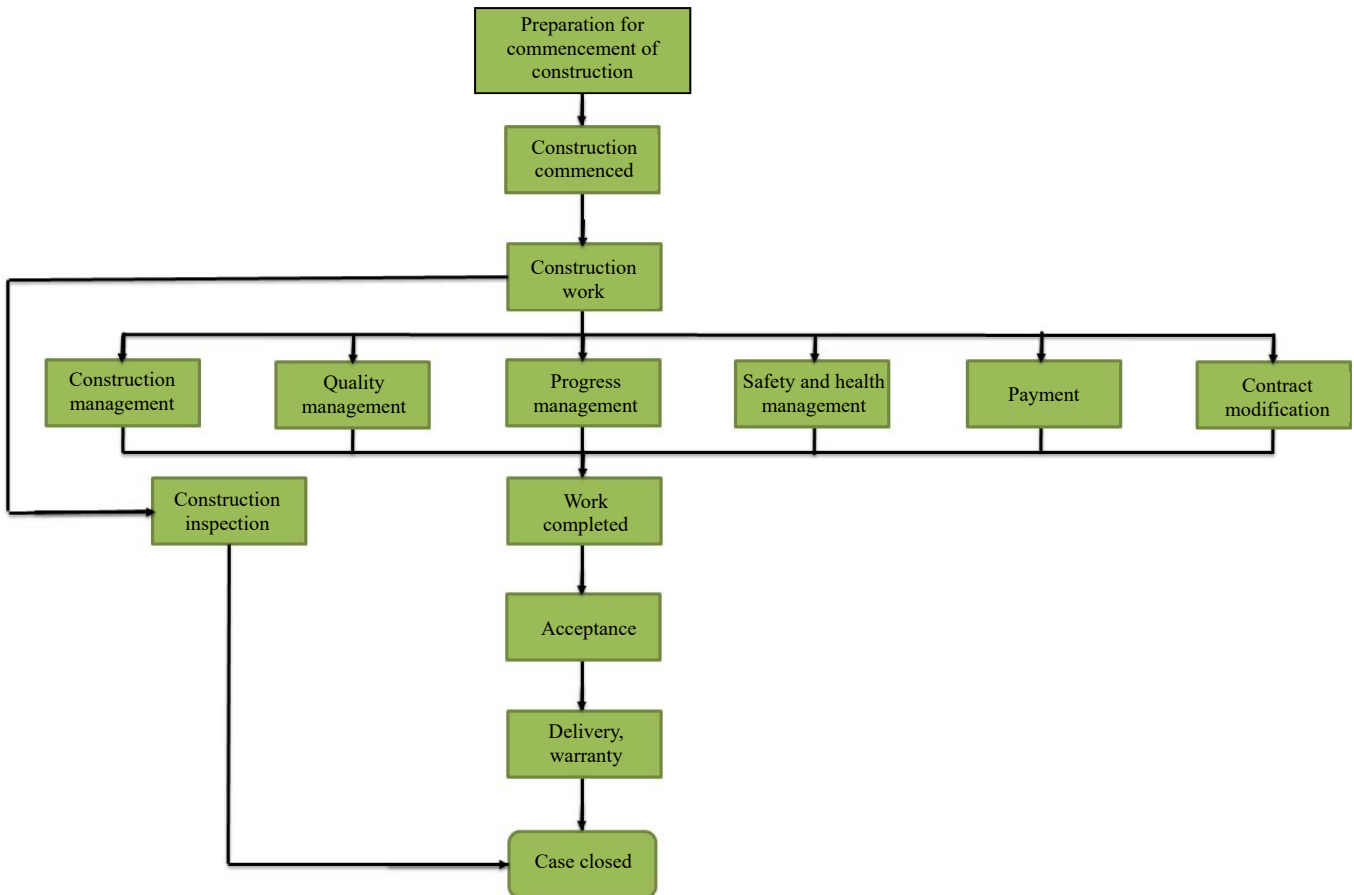 Preparation for
commencement of
construction
Construction
commenced
Construction
work
Construction
management
Quality
management
Progress
management
Safety and health
management
Payment
Contract
modification
Construction
inspection
Work
completed
Acceptance
Delivery,
warranty
Case closed